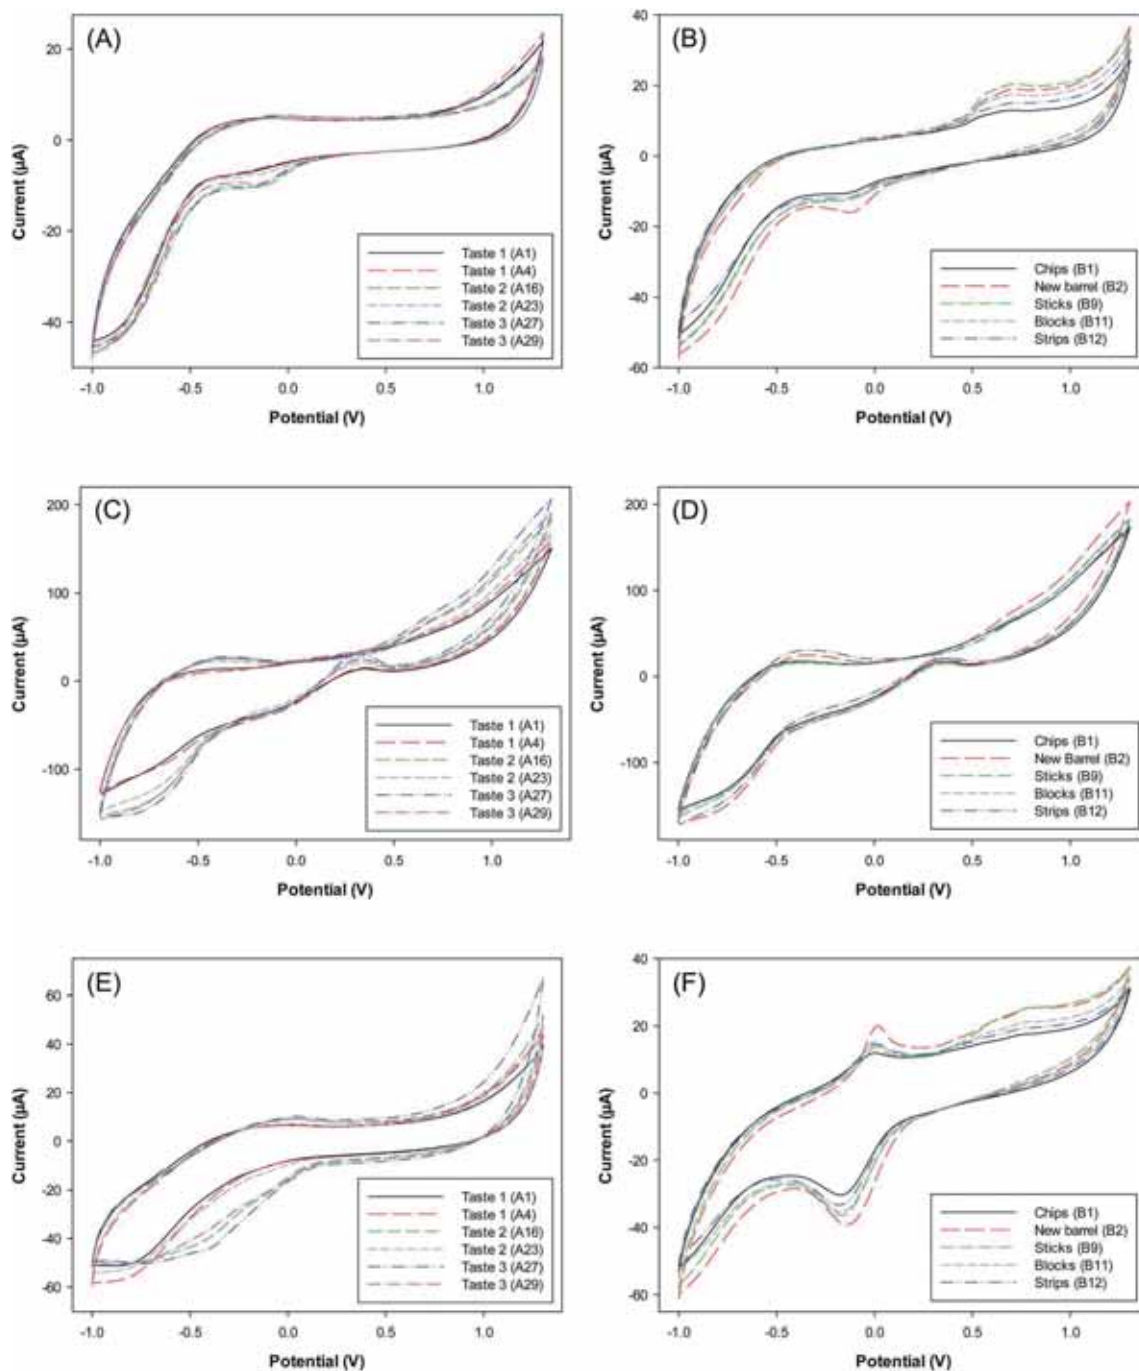 (A)
Current (µA)
20
0
-20
-40
-1.0 -0.5 0.0 0.5 1.0
Potential (V)
Taste 1 (A1)
Taste 1 (A4)
Taste 2 (A16)
Taste 2 (A23)
Taste 3 (A27)
Taste 3 (A29)
(B)
Current (µA)
40
20
0
-20
-40
-60
-1.0 -0.5 0.0 0.5 1.0
Potential (V)
Chips (B1)
New barrel (B2)
Sticks (B9)
Blocks (B11)
Strips (B12)
(C)
Current (µA)
200
100
0
-100
-1.0 -0.5 0.0 0.5 1.0
Potential (V)
Taste 1 (A1)
Taste 1 (A4)
Taste 2 (A16)
Taste 2 (A23)
Taste 3 (A27)
Taste 3 (A29)
(D)
Current (µA)
200
100
0
-100
-1.0 -0.5 0.0 0.5 1.0
Potential (V)
Chips (B1)
New Barrel (B2)
Sticks (B9)
Blocks (B11)
Strips (B12)
(E)
Current (µA)
60
40
20
0
-20
-40
-60
-1.0 -0.5 0.0 0.5 1.0
Potential (V)
Taste 1 (A1)
Taste 1 (A4)
Taste 2 (A16)
Taste 2 (A23)
Taste 3 (A27)
Taste 3 (A29)
(F)
Current (µA)
40
20
0
-20
-40
-60
-1.0 -0.5 0.0 0.5 1.0
Potential (V)
Chips (B1)
New barrel (B2)
Sticks (B9)
Blocks (B11)
Strips (B12)